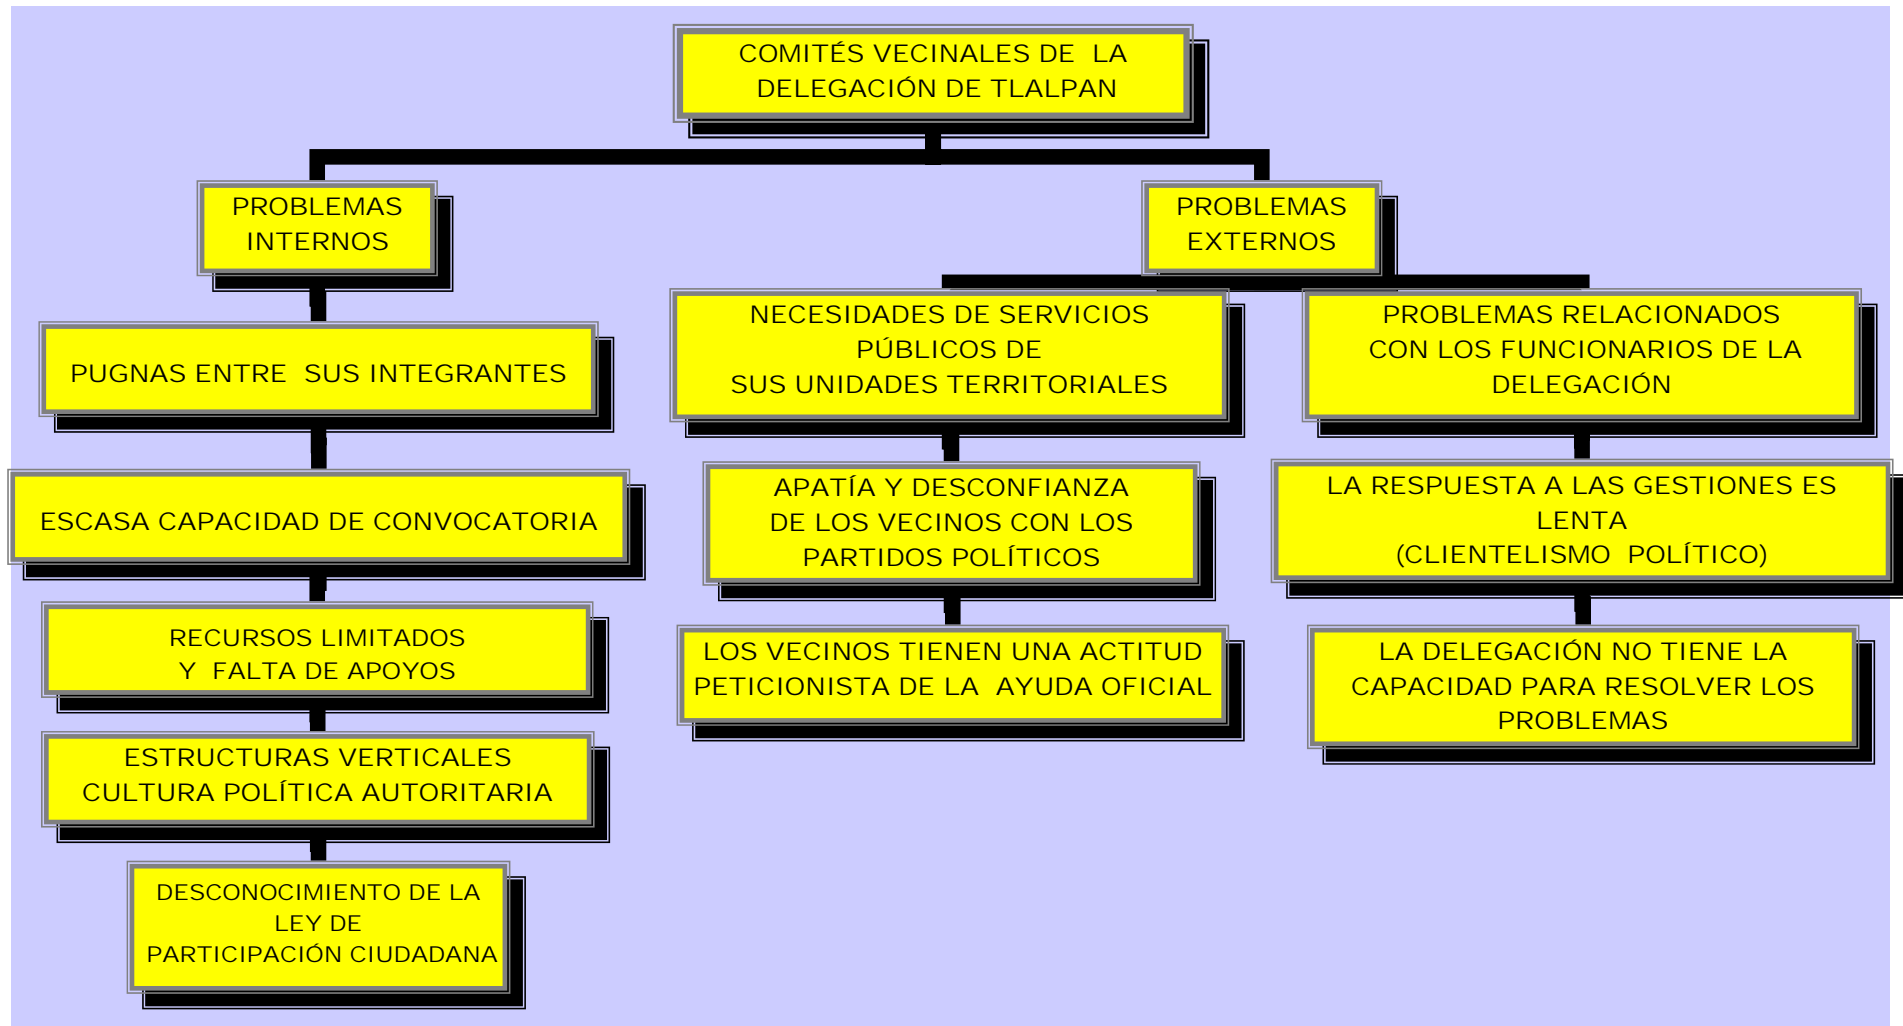 COMITÉS VECINALES DE LA
DELEGACIÓN DE TLALPAN
PROBLEMAS
INTERNOS
PROBLEMAS
EXTERNOS
PUGNAS ENTRE SUS INTEGRANTES
ESCASA CAPACIDAD DE CONVOCATORIA
RECURSOS LIMITADOS
Y FALTA DE APOYOS
ESTRUCTURAS VERTICALES
CULTURA POLÍTICA AUTORITARIA
DESCONOCIMIENTO DE LA
LEY DE
PARTICIPACIÓN CIUDADANA
NECESIDADES DE SERVICIOS
PÚBLICOS DE
SUS UNIDADES TERRITORIALES
APATÍA Y DESCONFIANZA
DE LOS VECINOS CON LOS
PARTIDOS POLÍTICOS
LOS VECINOS TIENEN UNA ACTITUD
PETICIONISTA DE LA AYUDA OFICIAL
PROBLEMAS RELACIONADOS
CON LOS FUNCIONARIOS DE LA
DELEGACIÓN
LA RESPUESTA A LAS GESTIONES ES
LENTA
(CLIENTELISMO POLÍTICO)
LA DELEGACIÓN NO TIENE LA
CAPACIDAD PARA RESOLVER LOS
PROBLEMAS